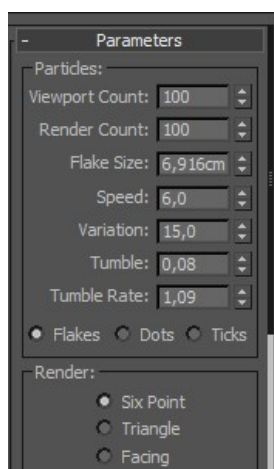 - Parameters
Particles:
Viewport Count: 100
Render Count: 100
Flake Size: 6,916cm
Speed: 6,0
Variation: 15,0
Tumble: 0,08
Tumble Rate: 1,09
Flakes Dots Ticks
Render:
Six Point
Triangle
Facing